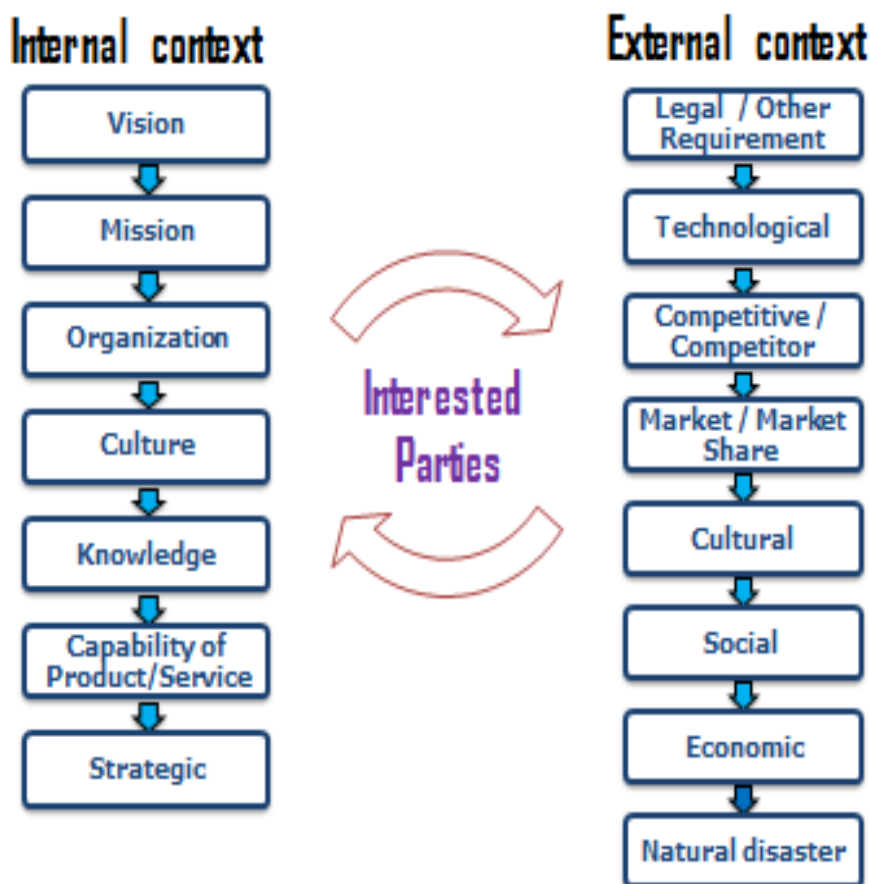 Internal context
Vision
Mission
Organization
Culture
Knowledge
Capability of
Product/Service
Strategic
Interested
Parties
External context
Legal / Other
Requirement
Technological
Competitive /
Competitor
Market / Market
Share
Cultural
Social
Economic
Natural disaster